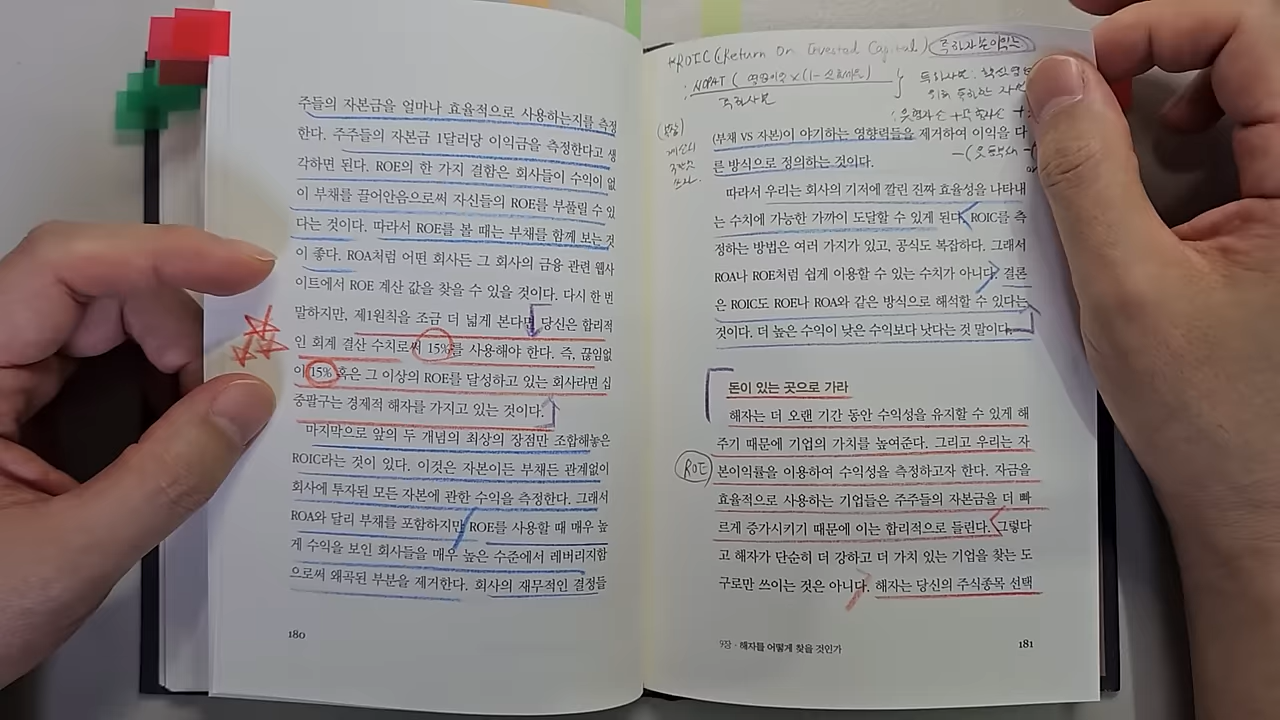 주들의 자본금을 얼마나 효율적으로 사용하는지를 측정
한다. 주주들의 자본금 1달러당 이익금을 측정한다고 생
각하면 된다. ROE의 한 가지 결함은 회사들이 수익이 없
이 부채를 끌어안음으로써 자신들의 ROE를 부풀릴 수 있
다는 것이다. 따라서 ROE를 볼 때는 부채를 함께 보는 것
이 좋다. ROA처럼 어떤 회사든 그 회사의 금융 관련 웹사
이트에서 ROE 계산 값을 찾을 수 있을 것이다. 다시 한 번
말하지만, 제1원칙을 조금 더 넓게 본다면 당신은 합리적
인 회계 결산 수치로써 15%를 사용해야 한다. 즉, 끊임없
이 15% 혹은 그 이상의 ROE를 달성하고 있는 회사라면 십
중팔구는 경제적 해자를 가지고 있는 것이다.
마지막으로 앞의 두 개념의 최상의 장점만 조합해놓은
ROIC라는 것이 있다. 이것은 자본이든 부채든 관계없이
회사에 투자된 모든 자본에 관한 수익을 측정한다. 그래서
ROA와 달리 부채를 포함하지만 ROE를 사용할 때 매우 높
게 수익을 보인 회사들을 매우 높은 수준에서 레버리지함
으로써 왜곡된 부분을 제거한다. 회사의 재무적인 결정들
180
*ROIC (Return On Invested Capital) 투하자본이익률
: NOPAT ( 영업이익 × (1-
투하자본
투하자본: 핵심영업
위해 투하한 자산
(부채 VS 자본)이 야기하는 영향력들을 제거하여 이익을 다
른 방식으로 정의하는 것이다.
따라서 우리는 회사의 기저에 깔린 진짜 효율성을 나타내
는 수치에 가능한 가까이 도달할 수 있게 된다. ROIC를 측
정하는 방법은 여러 가지가 있고, 공식도 복잡하다. 그래서
ROA나 ROE처럼 쉽게 이용할 수 있는 수치가 아니다. 결론
은 ROIC도 ROE나 ROA와 같은 방식으로 해석할 수 있다는
것이다. 더 높은 수익이 낮은 수익보다 낫다는 것 말이다.
돈이 있는 곳으로 가라
해자는 더 오랜 기간 동안 수익성을 유지할 수 있게 해
주기 때문에 기업의 가치를 높여준다. 그리고 우리는 자
ROE
본이익률을 이용하여 수익성을 측정하고자 한다. 자금을
효율적으로 사용하는 기업들은 주주들의 자본금을 더 빠
르게 증가시키기 때문에 이는 합리적으로 들린다. 그렇다
고 해자가 단순히 더 강하고 더 가치 있는 기업을 찾는 도
구로만 쓰이는 것은 아니다. 해자는 당신의 주식종목 선택
9장 · 해자를 어떻게 찾을 것인가
181